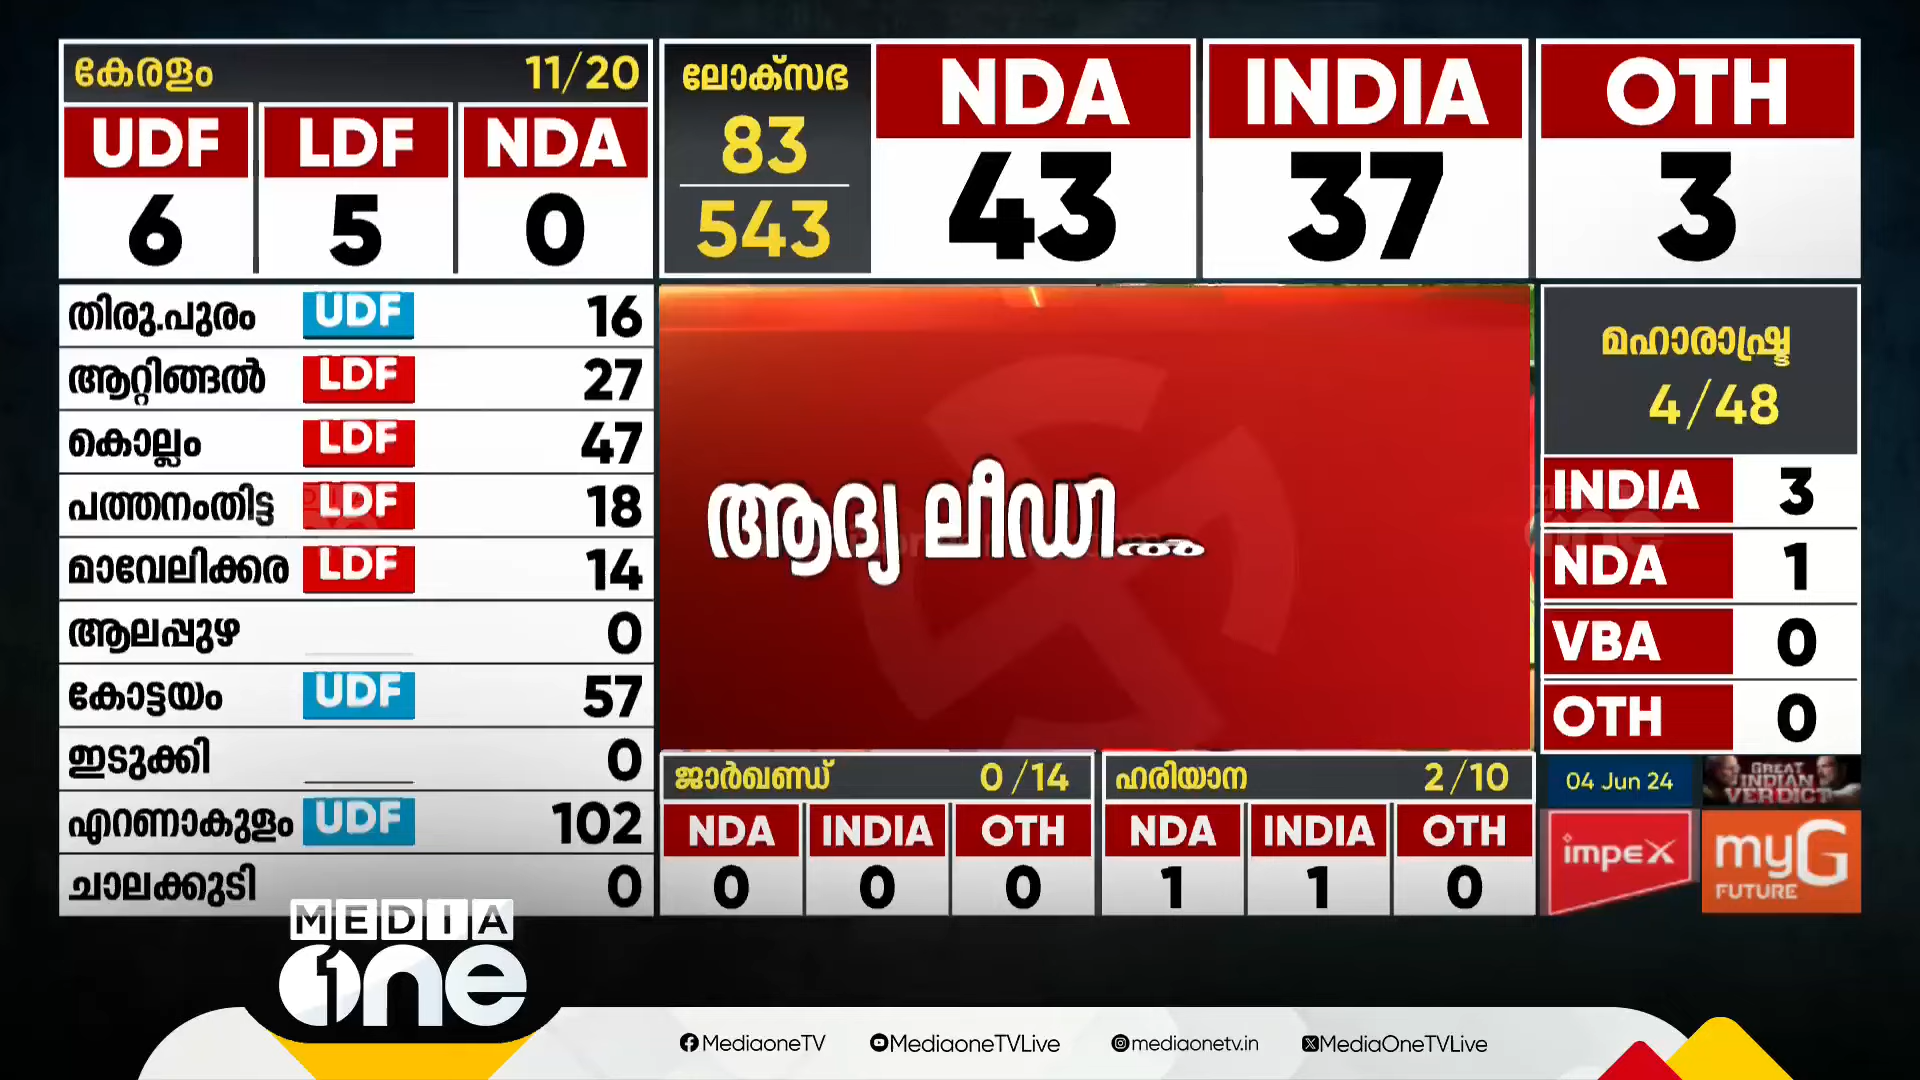 കേരളം 11/20
UDF LDF NDA
6 5 0
ലോക്സഭ
83
543
NDA INDIA OTH
43 37 3
തിരു.പുരം UDF 16
ആറ്റിങ്ങൽ LDF 27
കൊല്ലം LDF 47
പത്തനംതിട്ട LDF 18
മാവേലിക്കര LDF 14
ആലപ്പുഴ 0
കോട്ടയം UDF 57
ഇടുക്കി 0
എറണാകുളം UDF 102
ചാലക്കുടി 0
ആദ്യ ലീഡ്
മഹാരാഷ്ട്ര
4/48
INDIA 3
NDA 1
VBA 0
OTH 0
ജാർഖണ്ഡ് 0/14
NDA INDIA OTH
0 0 0
ഹരിയാന 2/10
NDA INDIA OTH
1 1 0
04 Jun 24
GREAT
INDIAN
VERDICT
impex
myG
FUTURE
MEDIA
one
MediaoneTV
MediaoneTVLive
mediaonetv.in
MediaOneTVLive